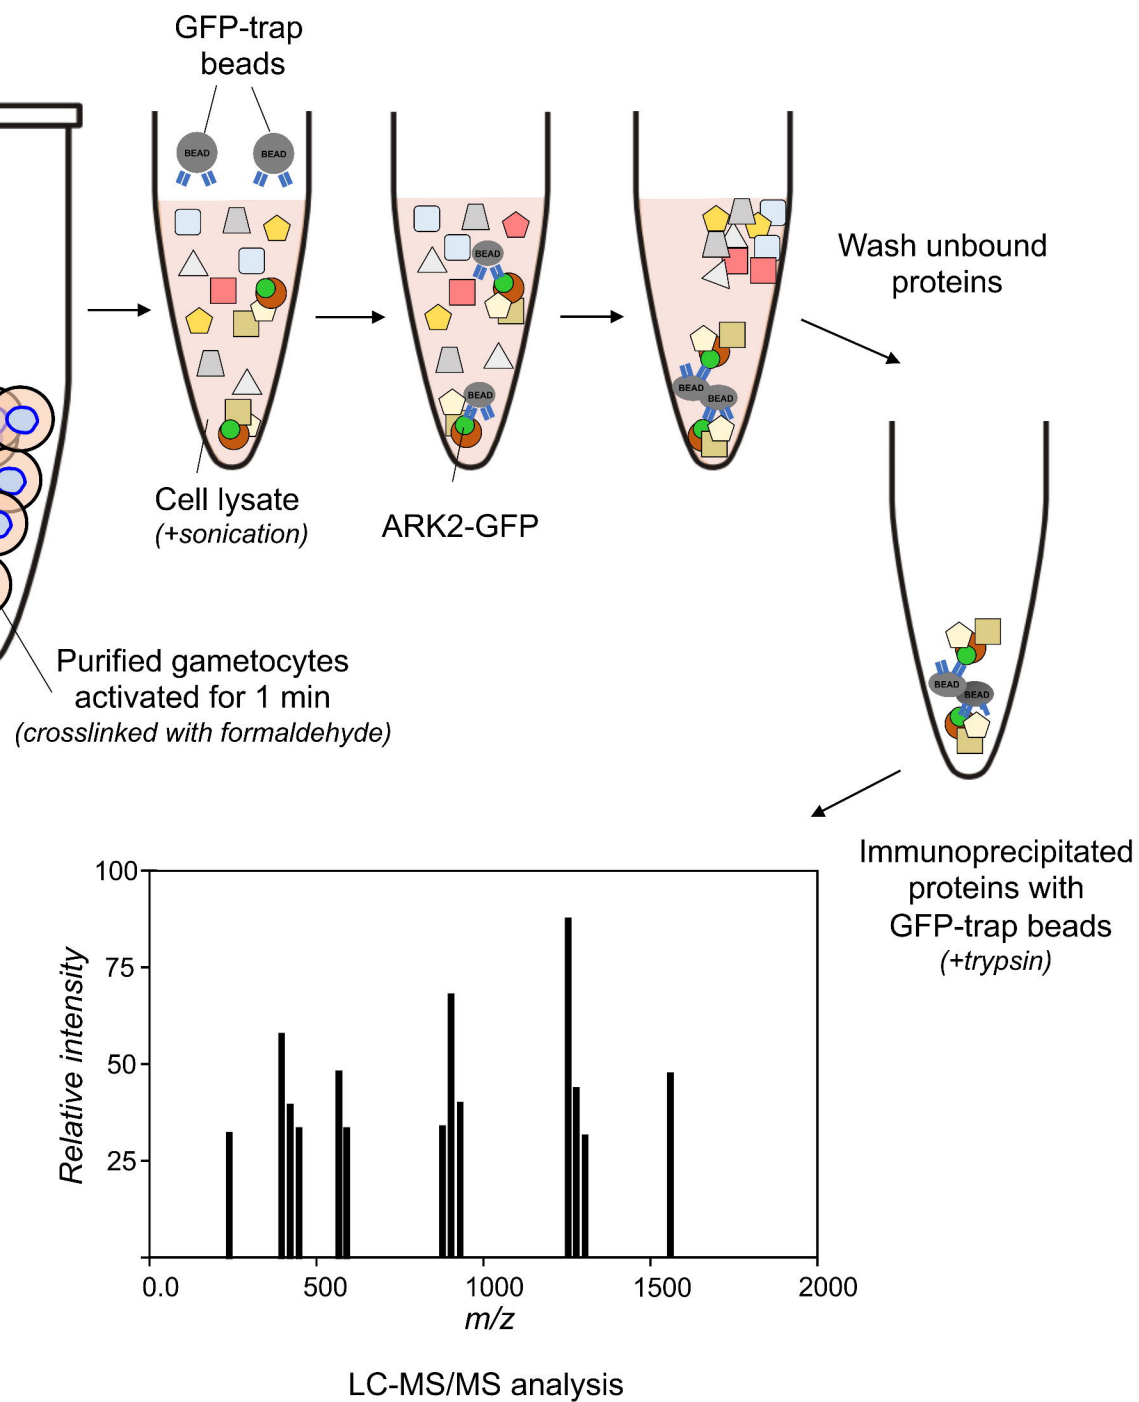 GFP-trap
beads
BEAD
BEAD
BEAD
BEAD
BEAD
BEAD
Wash unbound
proteins
Cell lysate
(+sonication)
ARK2-GFP
Purified gametocytes
activated for 1 min
(crosslinked with formaldehyde)
BEAD
BEAD
Immunoprecipitated
proteins with
GFP-trap beads
(+trypsin)
100
75
50
25
Relative intensity
0.0 500 1000 1500 2000
m/z
LC-MS/MS analysis